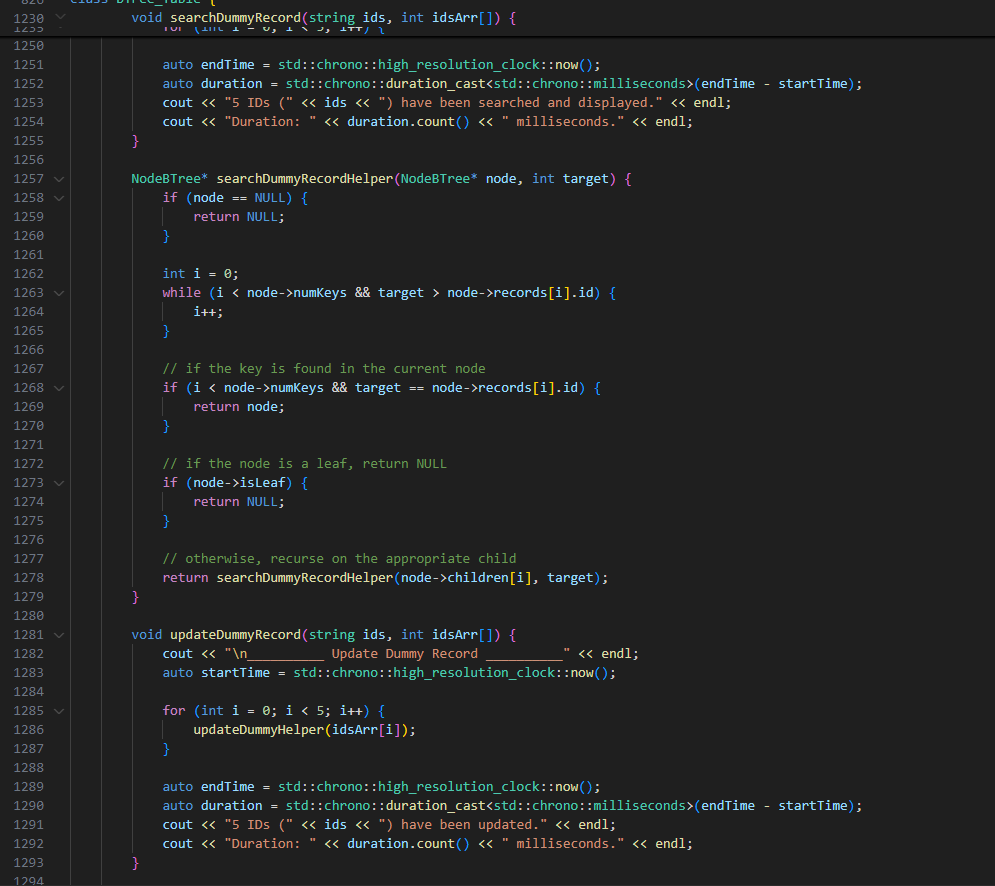 820 class BTree_Table {
1230 void searchDummyRecord(string ids, int idsArr[]) {
1235 for (int i = 0; i < 5; i++) {
1250
1251 auto endTime = std::chrono::high_resolution_clock::now();
1252 auto duration = std::chrono::duration_cast<std::chrono::milliseconds>(endTime - startTime);
1253 cout << "5 IDs (" << ids << ") have been searched and displayed." << endl;
1254 cout << "Duration: " << duration.count() << " milliseconds." << endl;
1255 }
1256
1257 NodeBTree* searchDummyRecordHelper(NodeBTree* node, int target) {
1258 if (node == NULL) {
1259 return NULL;
1260 }
1261
1262 int i = 0;
1263 while (i < node->numKeys && target > node->records[i].id) {
1264 i++;
1265 }
1266
1267 // if the key is found in the current node
1268 if (i < node->numKeys && target == node->records[i].id) {
1269 return node;
1270 }
1271
1272 // if the node is a leaf, return NULL
1273 if (node->isLeaf) {
1274 return NULL;
1275 }
1276
1277 // otherwise, recurse on the appropriate child
1278 return searchDummyRecordHelper(node->children[i], target);
1279 }
1280
1281 void updateDummyRecord(string ids, int idsArr[]) {
1282 cout << "\n__________ Update Dummy Record __________" << endl;
1283 auto startTime = std::chrono::high_resolution_clock::now();
1284
1285 for (int i = 0; i < 5; i++) {
1286 updateDummyHelper(idsArr[i]);
1287 }
1288
1289 auto endTime = std::chrono::high_resolution_clock::now();
1290 auto duration = std::chrono::duration_cast<std::chrono::milliseconds>(endTime - startTime);
1291 cout << "5 IDs (" << ids << ") have been updated." << endl;
1292 cout << "Duration: " << duration.count() << " milliseconds." << endl;
1293 }
1294